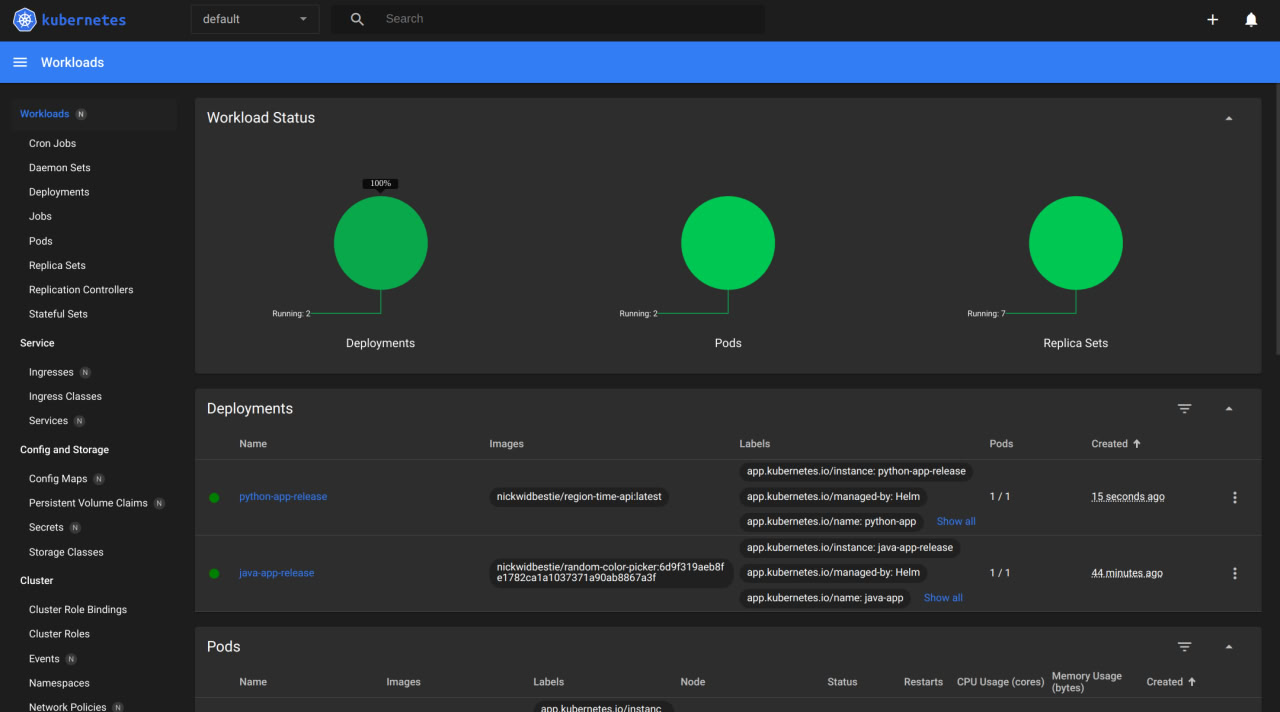 kubernetes
default
Search
Workloads
Workloads N
Cron Jobs
Daemon Sets
Deployments
Jobs
Pods
Replica Sets
Replication Controllers
Stateful Sets
Service
Ingresses N
Ingress Classes
Services N
Config and Storage
Config Maps N
Persistent Volume Claims N
Secrets N
Storage Classes
Cluster
Cluster Role Bindings
Cluster Roles
Events N
Namespaces
Network Policies N
Workload Status
100%
Running: 2
Running: 2
Running: 7
Deployments
Pods
Replica Sets
Deployments
Name Images Labels Pods Created
app.kubernetes.io/instance: python-app-release
python-app-release nickwidbestie/region-time-api:latest app.kubernetes.io/managed-by: Helm 1 / 1 15 seconds ago
app.kubernetes.io/name: python-app Show all
app.kubernetes.io/instance: java-app-release
java-app-release nickwidbestie/random-color-picker:6d9f319aeb8f
e1782ca1a1037371a90ab8867a3f app.kubernetes.io/managed-by: Helm 1 / 1 44 minutes ago
app.kubernetes.io/name: java-app Show all
Pods
Name Images Labels Node Status Restarts CPU Usage (cores) Memory Usage
(bytes) Created
app.kubernetes.io/instanc